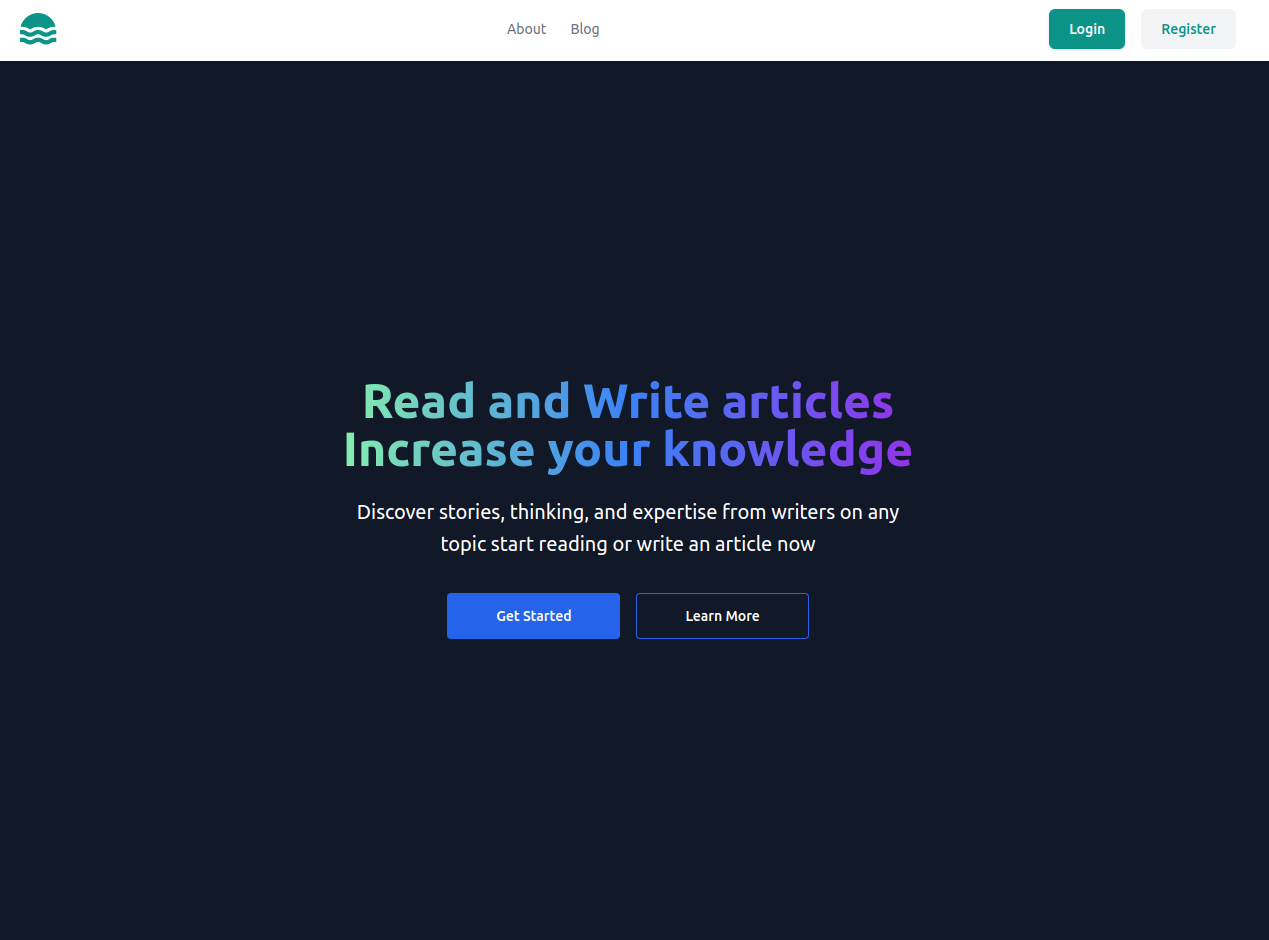 About Blog Login Register
Read and Write articles
Increase your knowledge
Discover stories, thinking, and expertise from writers on any
topic start reading or write an article now
Get Started Learn More